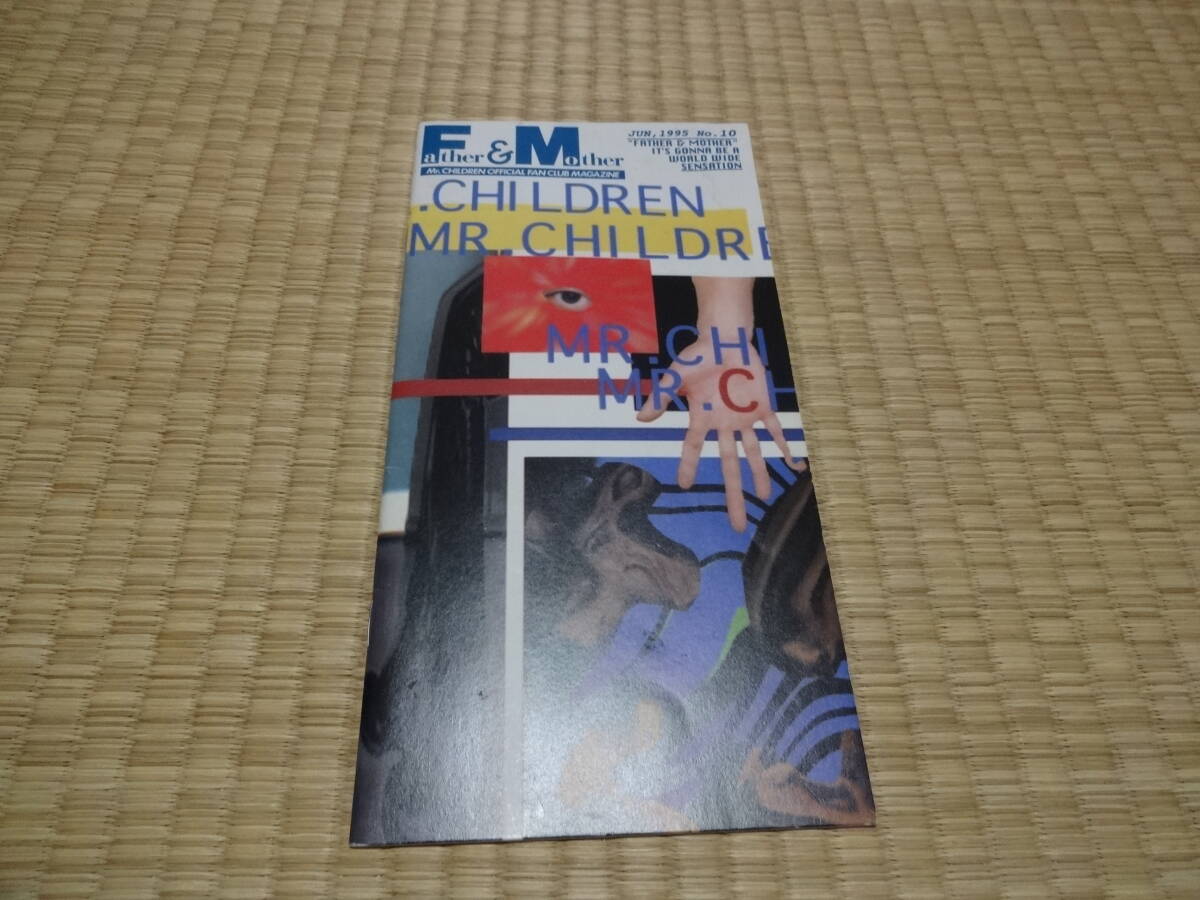 Father & Mother
Mr. CHILDREN OFFICIAL FAN CLUB MAGAZINE
JUN, 1995 No.10
"FATHER & MOTHER"
IT'S GONNA BE A
WORLD WIDE
SENSATION
.CHILDREN
MR.CHILDRE
MR.CHI
MR.CH